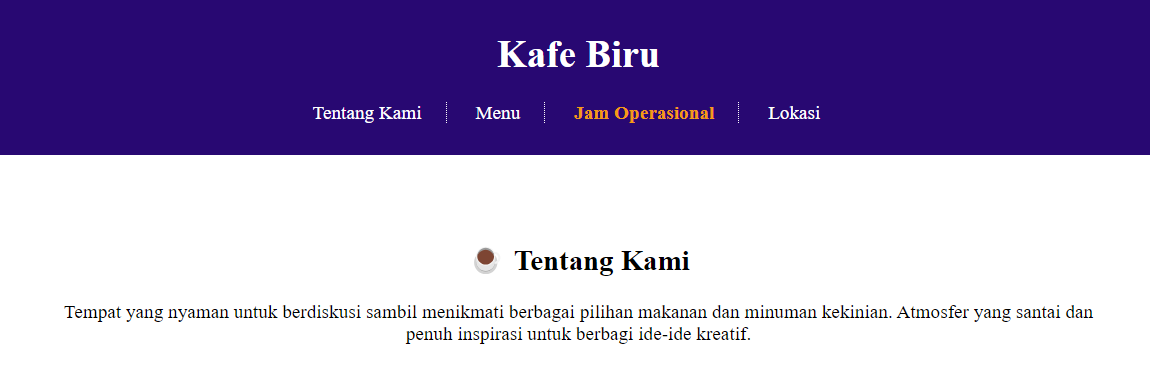 Kafe Biru
Tentang Kami
Menu
Jam Operasional
Lokasi
Tentang Kami
Tempat yang nyaman untuk berdiskusi sambil menikmati berbagai pilihan makanan dan minuman kekinian. Atmosfer yang santai dan
penuh inspirasi untuk berbagi ide-ide kreatif.